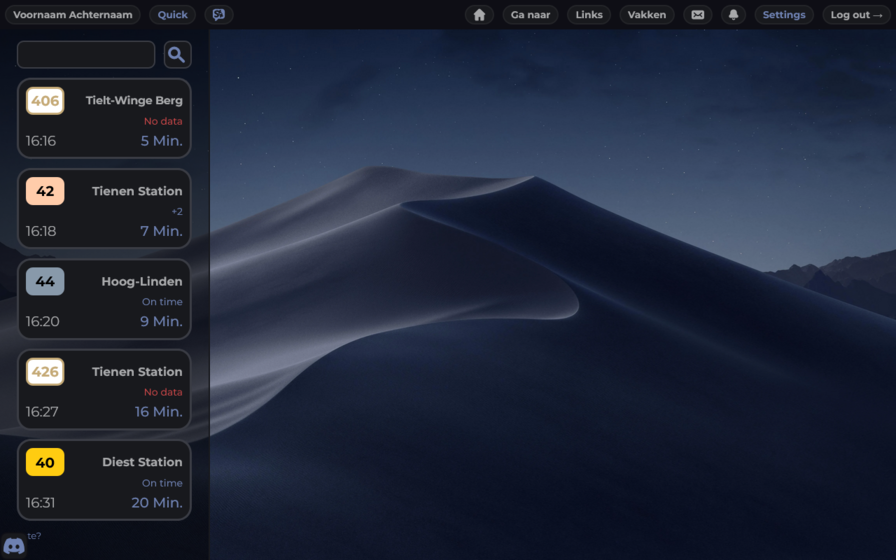 Voornaam Achternaam Quick S4 Ga naar Links Vakken Settings Log out →
406 Tielt-Winge Berg
No data
16:16 5 Min.
42 Tienen Station
+2
16:18 7 Min.
44 Hoog-Linden
On time
16:20 9 Min.
426 Tienen Station
No data
16:27 16 Min.
40 Diest Station
On time
16:31 20 Min.
te?